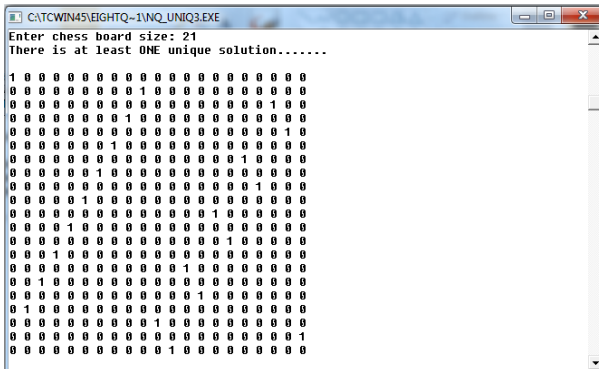 C:\TCWIN45\EIGHTQ~1\NQ_UNIQ3.EXE
Enter chess board size: 21
There is at least ONE unique solution.......
1 0 0 0 0 0 0 0 0 0 0 0 0 0 0 0 0 0 0 0 0
0 0 0 0 0 0 0 0 0 1 0 0 0 0 0 0 0 0 0 0 0
0 0 0 0 0 0 0 0 0 0 0 0 0 0 0 0 0 0 1 0 0
0 0 0 0 0 0 0 0 1 0 0 0 0 0 0 0 0 0 0 0 0
0 0 0 0 0 0 0 0 0 0 0 0 0 0 0 0 0 0 0 1 0
0 0 0 0 0 0 0 1 0 0 0 0 0 0 0 0 0 0 0 0 0
0 0 0 0 0 0 0 0 0 0 0 0 0 0 0 0 1 0 0 0 0
0 0 0 0 0 0 1 0 0 0 0 0 0 0 0 0 0 0 0 0 0
0 0 0 0 0 0 0 0 0 0 0 0 0 0 0 0 0 1 0 0 0
0 0 0 0 0 1 0 0 0 0 0 0 0 0 0 0 0 0 0 0 0
0 0 0 0 0 0 0 0 0 0 0 0 0 0 1 0 0 0 0 0 0
0 0 0 0 1 0 0 0 0 0 0 0 0 0 0 0 0 0 0 0 0
0 0 0 0 0 0 0 0 0 0 0 0 0 0 0 1 0 0 0 0 0
0 0 0 1 0 0 0 0 0 0 0 0 0 0 0 0 0 0 0 0 0
0 0 0 0 0 0 0 0 0 0 0 0 1 0 0 0 0 0 0 0 0
0 0 1 0 0 0 0 0 0 0 0 0 0 0 0 0 0 0 0 0 0
0 0 0 0 0 0 0 0 0 0 0 0 0 1 0 0 0 0 0 0 0
0 1 0 0 0 0 0 0 0 0 0 0 0 0 0 0 0 0 0 0 0
0 0 0 0 0 0 0 0 0 0 1 0 0 0 0 0 0 0 0 0 0
0 0 0 0 0 0 0 0 0 0 0 0 0 0 0 0 0 0 0 0 1
0 0 0 0 0 0 0 0 0 0 0 1 0 0 0 0 0 0 0 0 0